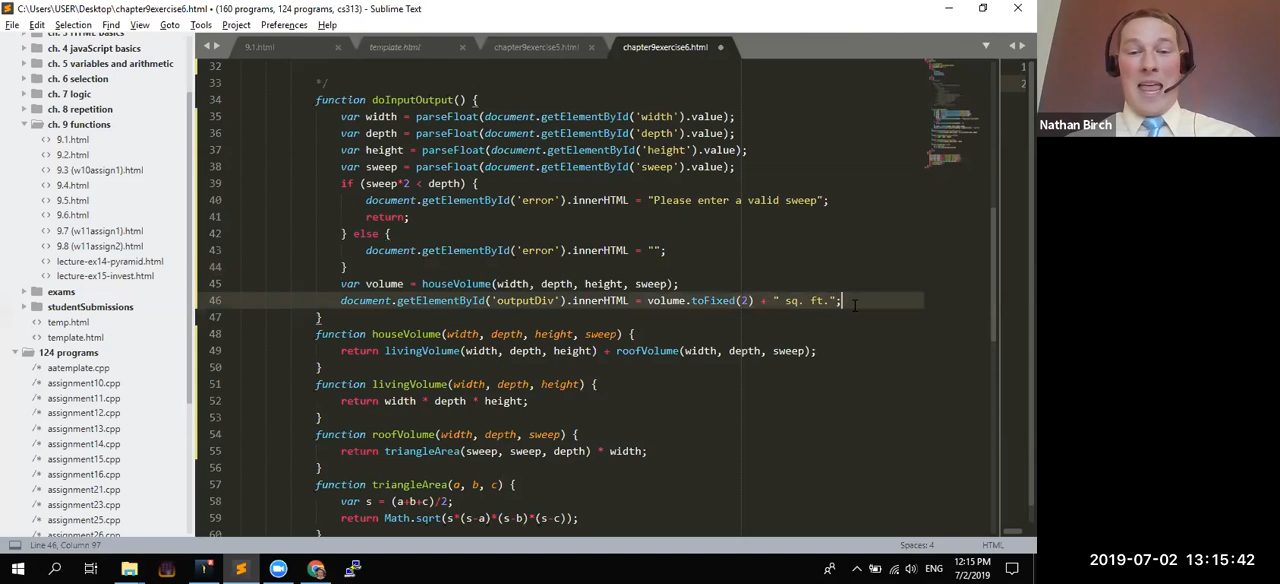 C:\Users\USER\Desktop\chapter9exercise6.html • (160 programs, 124 programs, cs313) - Sublime Text
File Edit Selection Find View Goto Tools Project Preferences Help
ch. 3 HTML basics
ch. 4 javaScript basics
ch. 5 variables and arithmetic
ch. 6 selection
ch. 7 logic
ch. 8 repetition
ch. 9 functions
<> 9.1.html
<> 9.2.html
<> 9.3 (w10assign1).html
<> 9.4.html
<> 9.5.html
<> 9.6.html
<> 9.7 (w11assign1).html
<> 9.8 (w11assign2).html
<> lecture-ex14-pyramid.html
<> lecture-ex15-invest.html
exams
studentSubmissions
<> temp.html
<> template.html
124 programs
/* aatemplate.cpp
/* assignment10.cpp
/* assignment11.cpp
/* assignment12.cpp
/* assignment13.cpp
/* assignment14.cpp
/* assignment15.cpp
/* assignment16.cpp
/* assignment21.cpp
/* assignment23.cpp
/* assignment25.cpp
/* assignment26.cpp
9.1.html × template.html × chapter9exercise5.html × chapter9exercise6.html •
32
33 */
34 function doInputOutput() {
35 var width = parseFloat(document.getElementById('width').value);
36 var depth = parseFloat(document.getElementById('depth').value);
37 var height = parseFloat(document.getElementById('height').value);
38 var sweep = parseFloat(document.getElementById('sweep').value);
39 if (sweep*2 < depth) {
40 document.getElementById('error').innerHTML = "Please enter a valid sweep";
41 return;
42 } else {
43 document.getElementById('error').innerHTML = "";
44 }
45 var volume = houseVolume(width, depth, height, sweep);
46 document.getElementById('outputDiv').innerHTML = volume.toFixed(2) + " sq. ft.";
47 }
48 function houseVolume(width, depth, height, sweep) {
49 return livingVolume(width, depth, height) + roofVolume(width, depth, sweep);
50 }
51 function livingVolume(width, depth, height) {
52 return width * depth * height;
53 }
54 function roofVolume(width, depth, sweep) {
55 return triangleArea(sweep, sweep, depth) * width;
56 }
57 function triangleArea(a, b, c) {
58 var s = (a+b+c)/2;
59 return Math.sqrt(s*(s-a)*(s-b)*(s-c));
60 }
1
2
Line 46, Column 97
Spaces: 4
HTML
ENG
12:15 PM
7/2/2019
Nathan Birch
2019-07-02 13:15:42